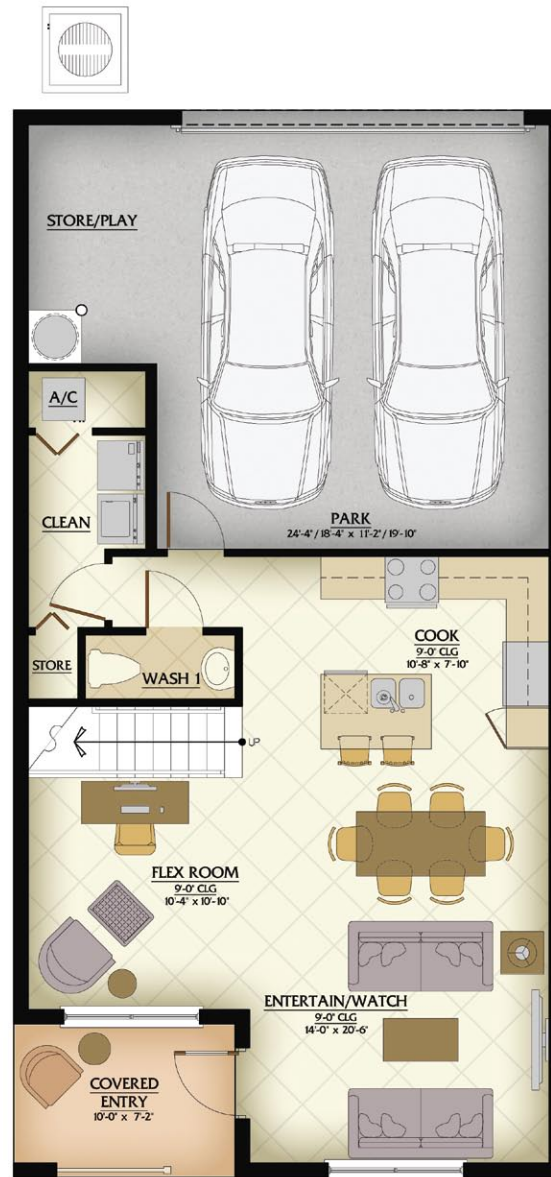 STORE/PLAY
A/C
CLEAN
PARK
24'-4" / 18'-4" x 11'-2" / 19'-10"
COOK
9'-0" CLG
10'-8" x 7'-10"
STORE
WASH 1
UP
FLEX ROOM
9'-0" CLG
10'-4" x 10'-10"
ENTERTAIN/WATCH
9'-0" CLG
14'-0" x 20'-6"
COVERED
ENTRY
10'-0" x 7'-2"